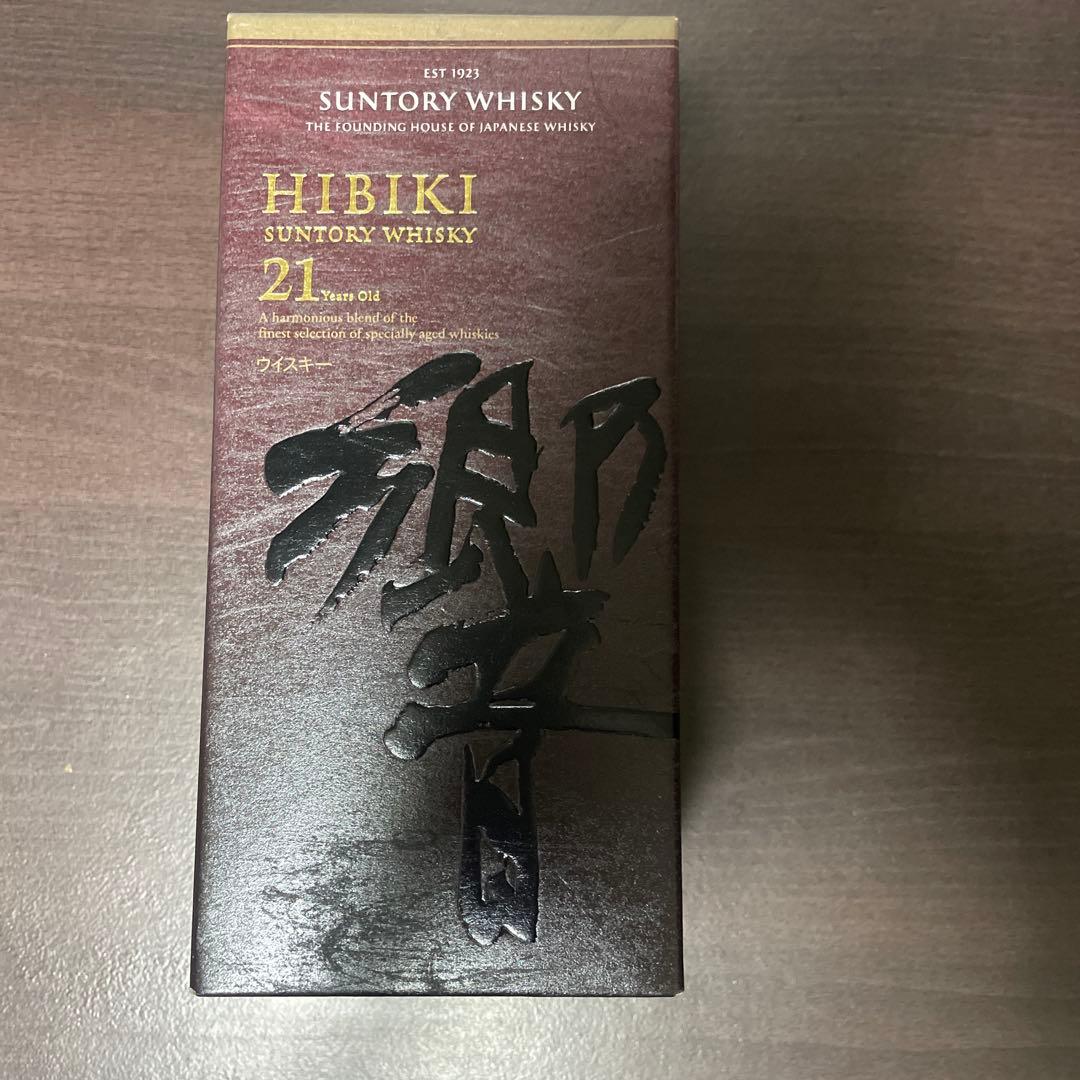 EST 1923
SUNTORY WHISKY
THE FOUNDING HOUSE OF JAPANESE WHISKY
HIBIKI
SUNTORY WHISKY
21 Years Old
A harmonious blend of the
finest selection of specially aged whiskies
ウイスキー
響